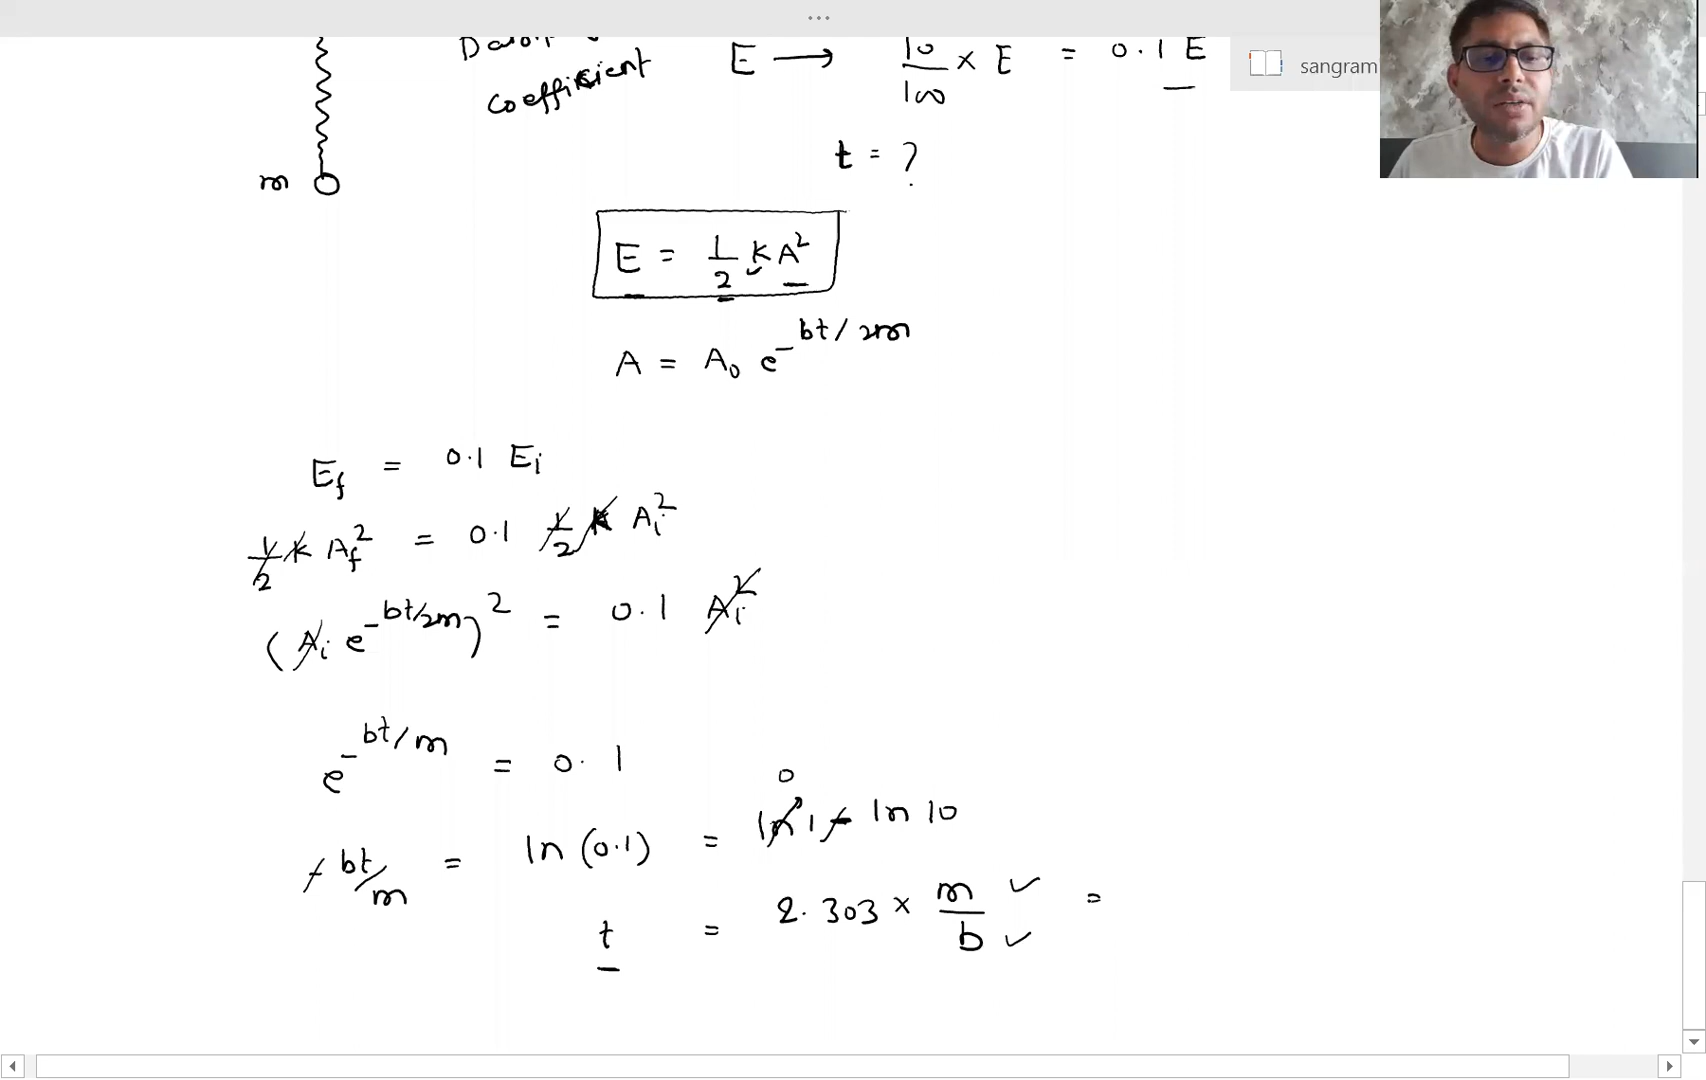 ...
coefficient
E → 10/100 × E = 0.1 E
sangram
t = ?
m
E = 1/2 k A²
A = A₀ e^(-bt/2m)
E_f = 0.1 E_i
1/2 k A_f² = 0.1 1/2 k A_i²
(A_i e^(-bt/2m))² = 0.1 A_i²
e^(-bt/m) = 0.1
0
- bt/m = ln (0.1) = ln 1 - ln 10
t = 2.303 × m/b =